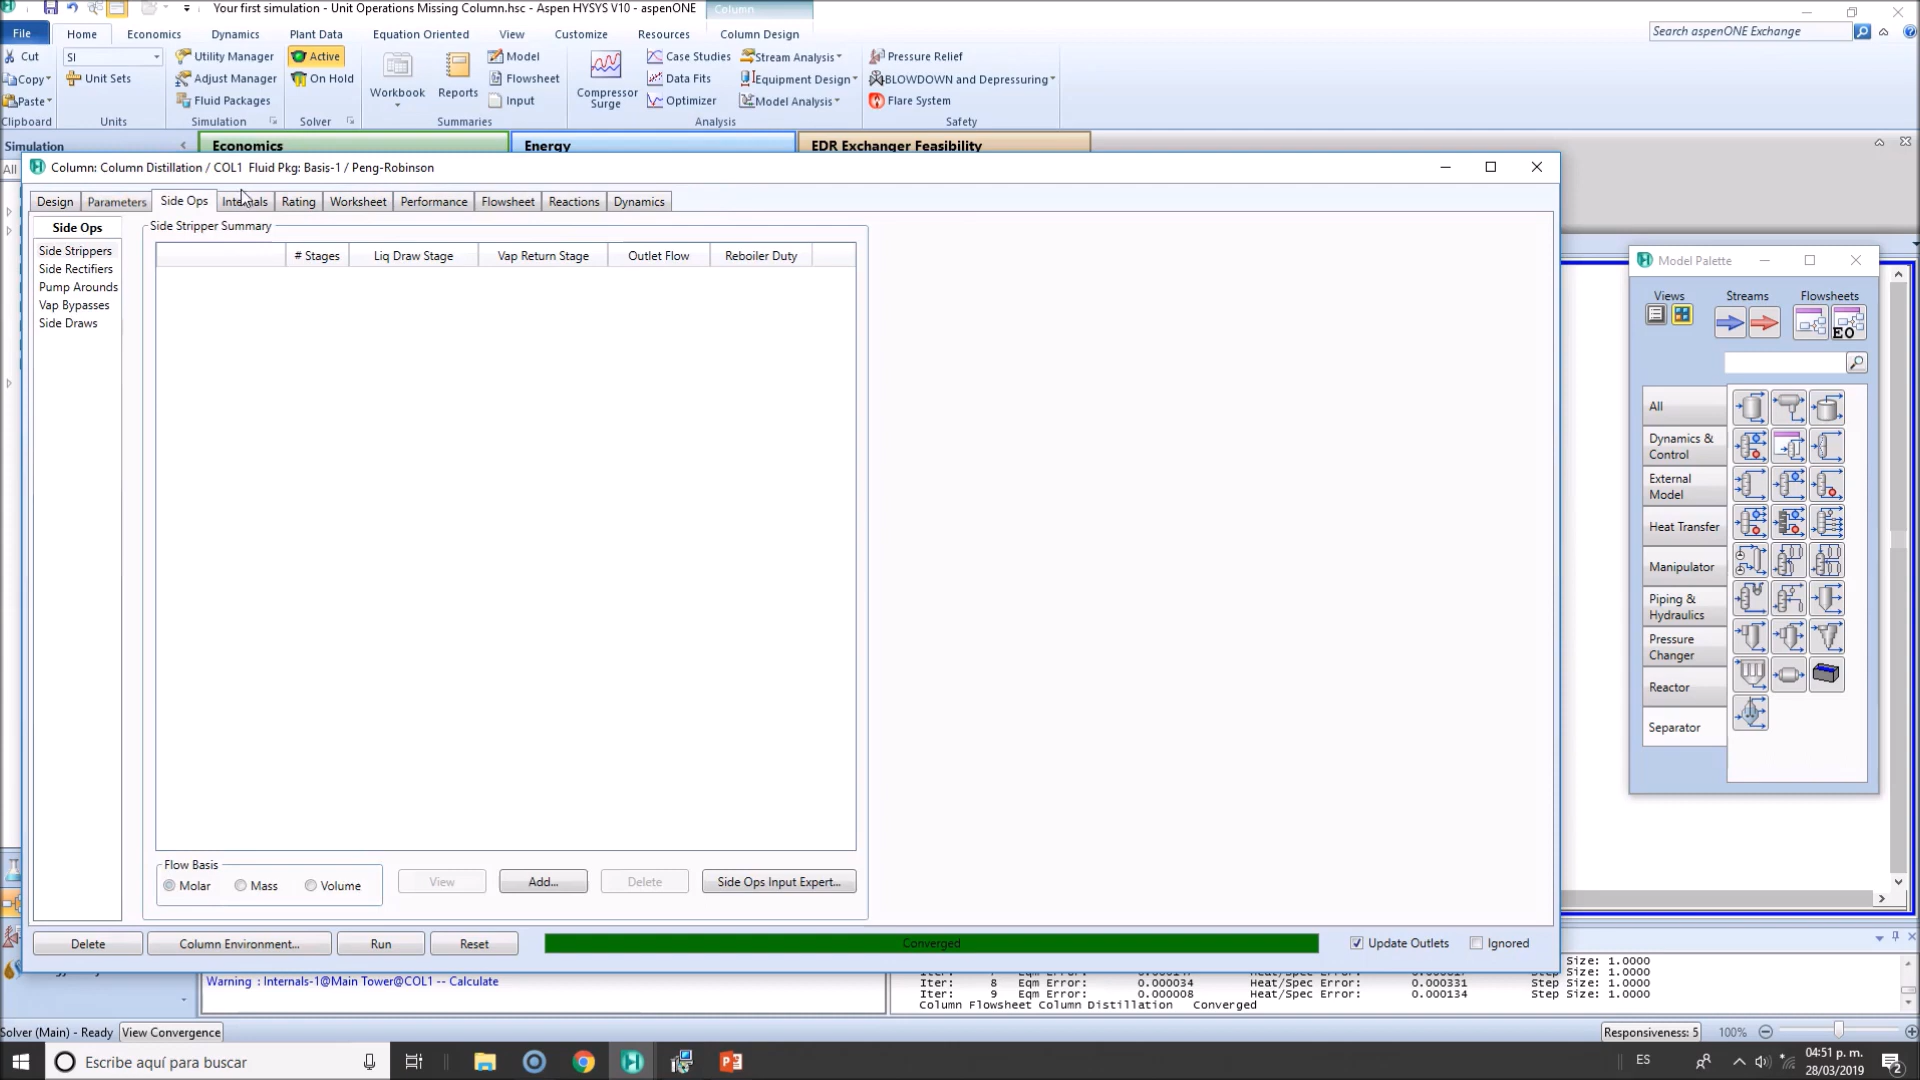 Your first simulation - Unit Operations Missing Column.hsc - Aspen HYSYS V10 - aspenONE
Column
File
Home
Economics
Dynamics
Plant Data
Equation Oriented
View
Customize
Resources
Column Design
Search aspenONE Exchange
Cut
SI
Utility Manager
Active
Model
Case Studies
Stream Analysis
Pressure Relief
Copy
Unit Sets
Adjust Manager
On Hold
Workbook
Reports
Flowsheet
Compressor
Surge
Data Fits
Equipment Design
BLOWDOWN and Depressuring
Paste
Fluid Packages
Input
Optimizer
Model Analysis
Flare System
Clipboard
Units
Simulation
Solver
Summaries
Analysis
Safety
Simulation
Economics
Energy
EDR Exchanger Feasibility
All
Column: Column Distillation / COL1 Fluid Pkg: Basis-1 / Peng-Robinson
Design
Parameters
Side Ops
Internals
Rating
Worksheet
Performance
Flowsheet
Reactions
Dynamics
Side Ops
Side Strippers
Side Rectifiers
Pump Arounds
Vap Bypasses
Side Draws
Side Stripper Summary
# Stages
Liq Draw Stage
Vap Return Stage
Outlet Flow
Reboiler Duty
Flow Basis
Molar
Mass
Volume
View
Add...
Delete
Side Ops Input Expert...
Delete
Column Environment...
Run
Reset
Converged
Update Outlets
Ignored
Model Palette
Views
Streams
Flowsheets
EO
All
Dynamics &
Control
External
Model
Heat Transfer
Manipulator
Piping &
Hydraulics
Pressure
Changer
Reactor
Separator
Warning : Internals-1@Main Tower@COL1 -- Calculate
Size: 1.0000
Iter: 8 Eqm Error: 0.000034 Heat/Spec Error: 0.000331 Step Size: 1.0000
Iter: 9 Eqm Error: 0.000008 Heat/Spec Error: 0.000134 Step Size: 1.0000
Column Flowsheet Column Distillation Converged
Solver (Main) - Ready
View Convergence
Responsiveness: 5
100%
Escribe aquí para buscar
ES
04:51 p. m.
28/03/2019
2